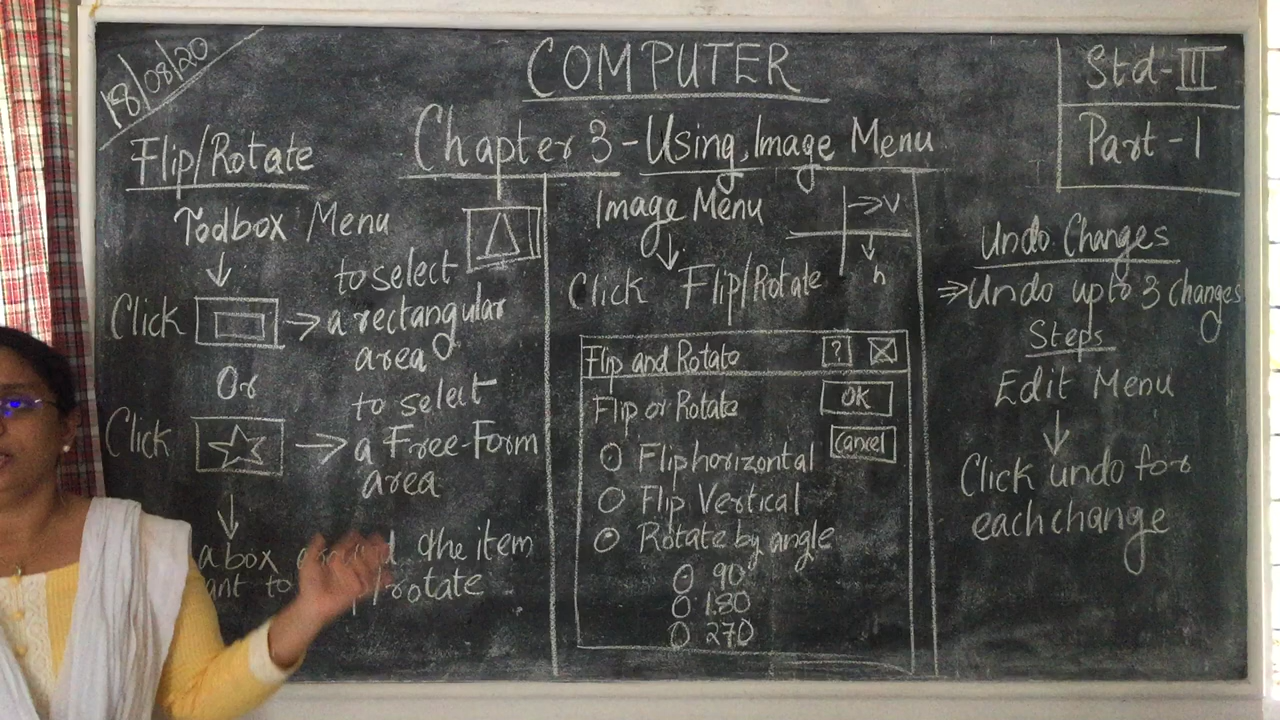 18/08/20
COMPUTER
Std-III
Part-1
Chapter 3-Using Image Menu
Flip/Rotate
Toolbox Menu
Click → to select a rectangular area
Or
Click → to select a Free-Form area
a box the item
to /rotate
Image Menu
→V
h
Click Flip/Rotate
Flip and Rotate ? X
Flip or Rotate OK
Cancel
Flip horizontal
Flip Vertical
Rotate by angle
90
180
270
Undo Changes
⇒Undo upto 3 changes
Steps
Edit Menu
Click undo for
each change